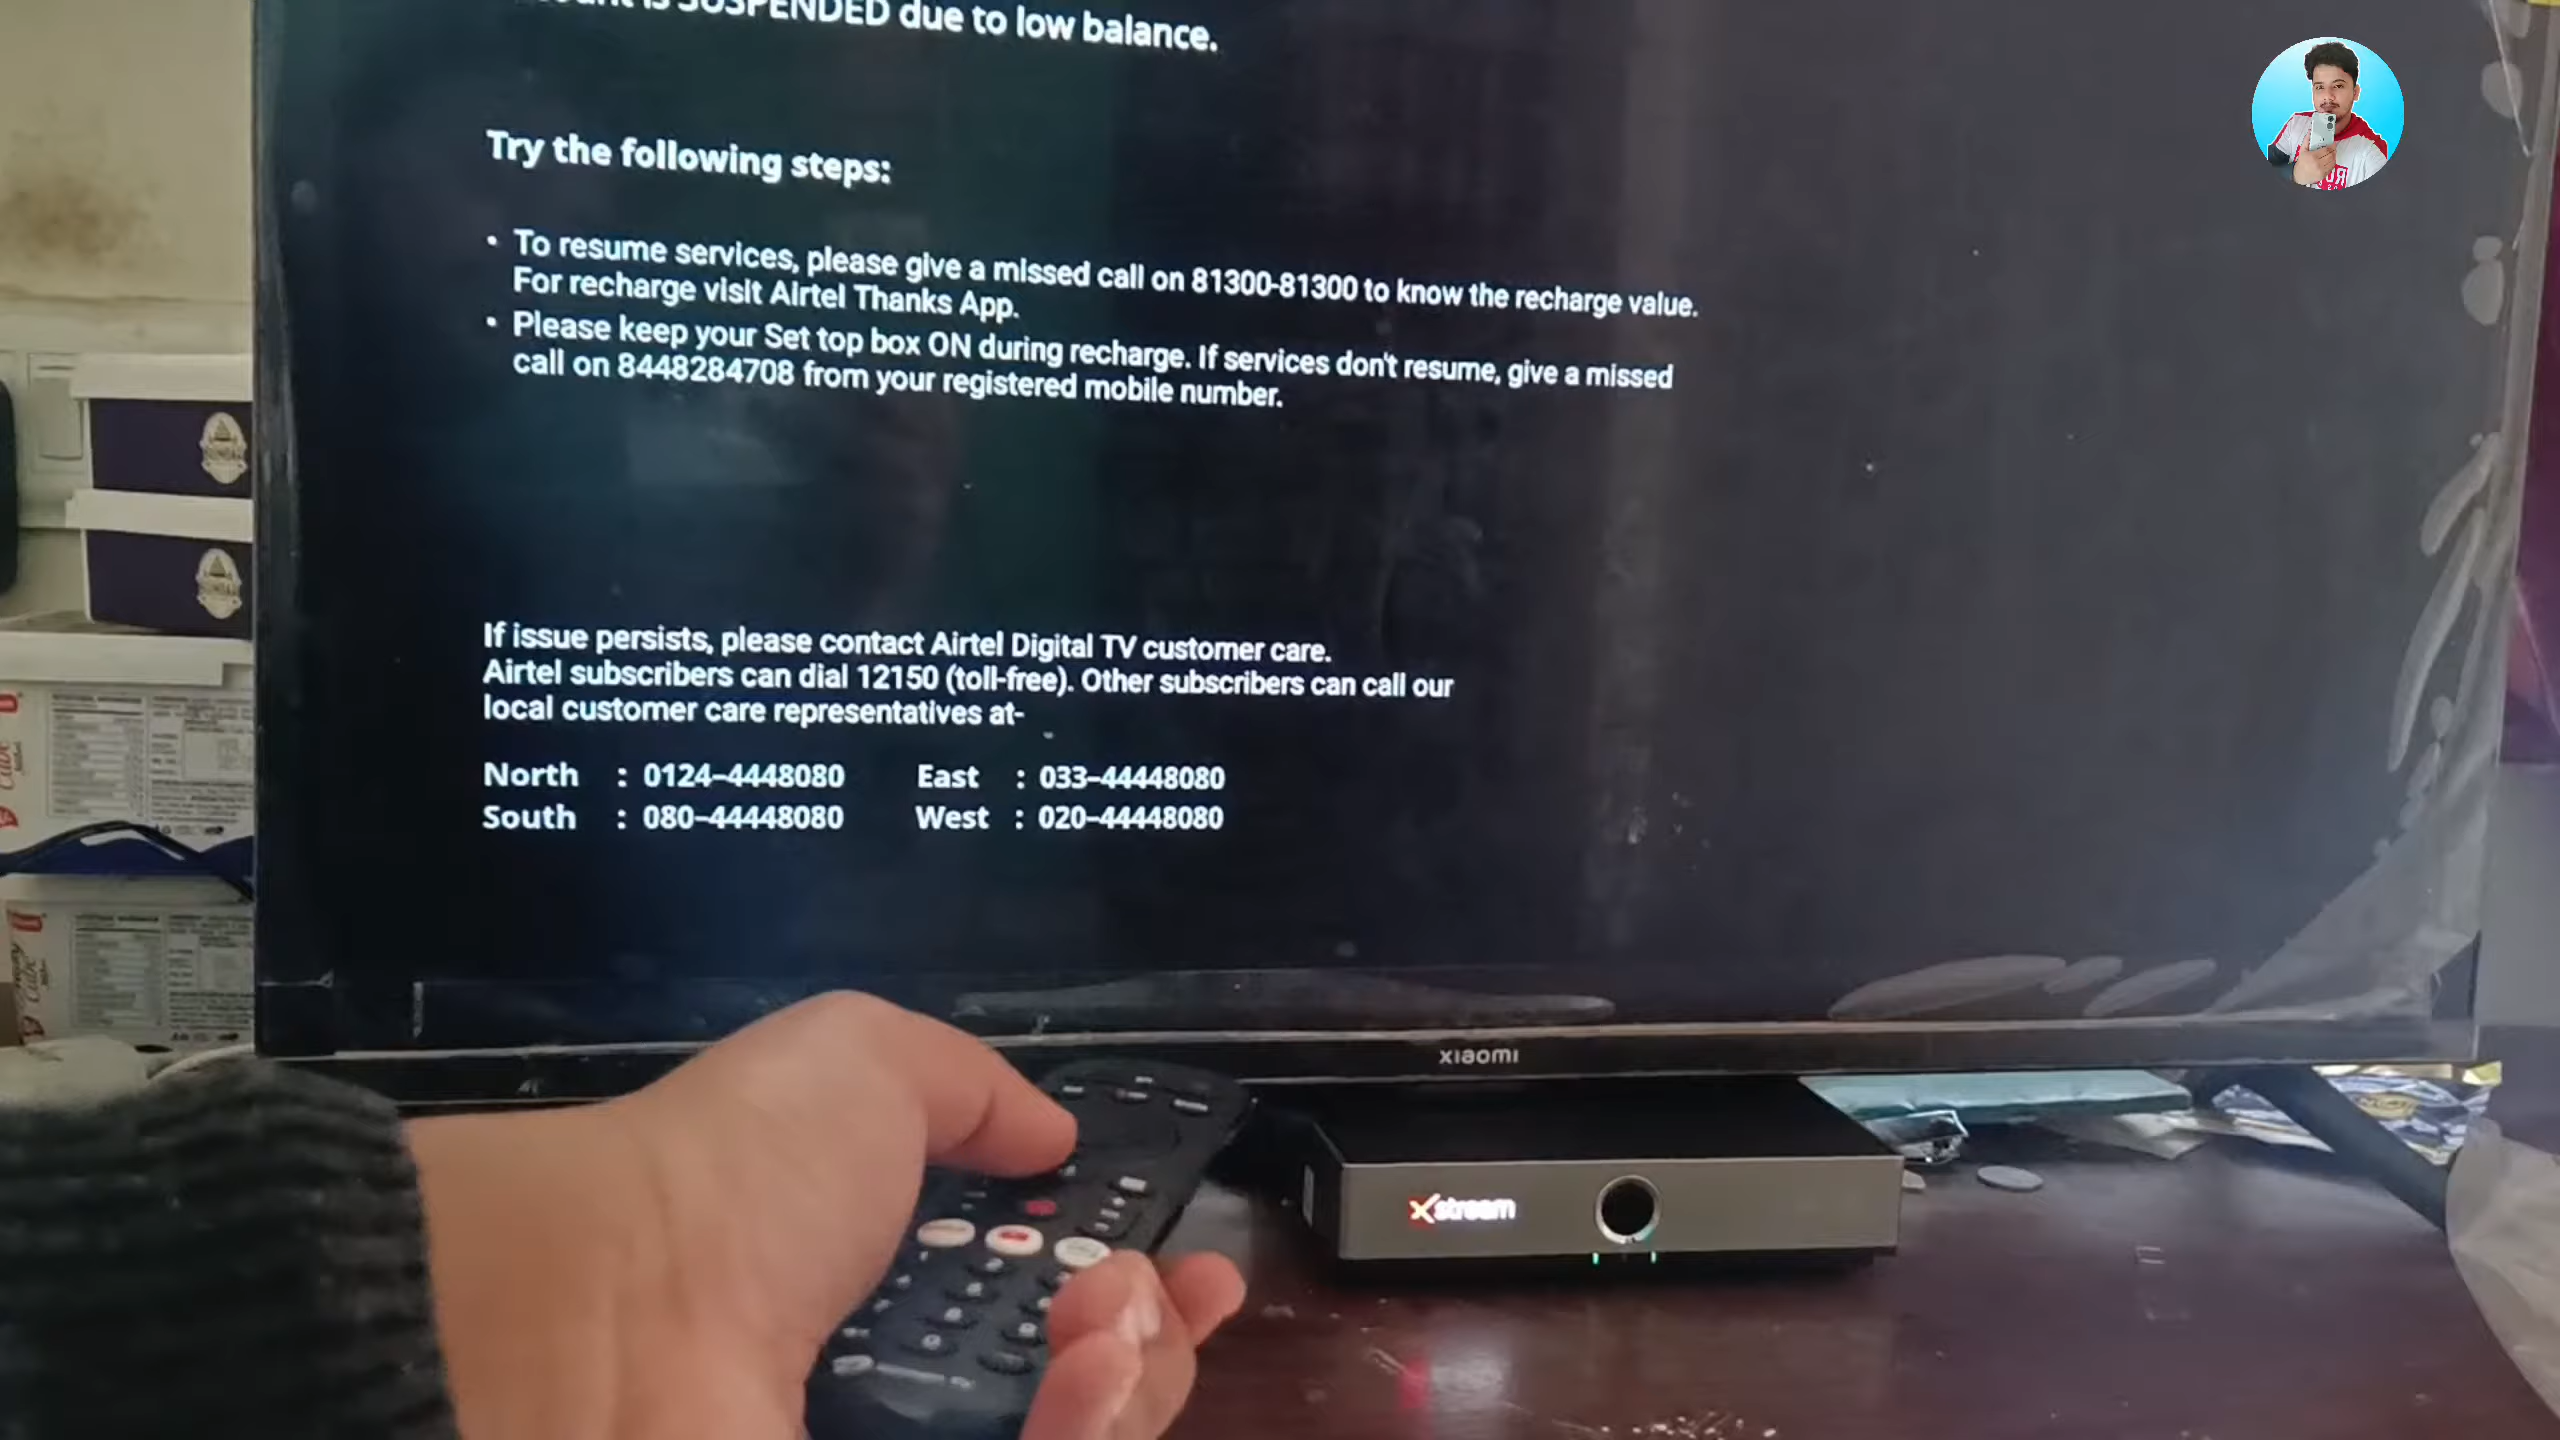 SUSPENDED due to low balance.
Try the following steps:
• To resume services, please give a missed call on 81300-81300 to know the recharge value.
For recharge visit Airtel Thanks App.
• Please keep your Set top box ON during recharge. If services don't resume, give a missed
call on 8448284708 from your registered mobile number.
If issue persists, please contact Airtel Digital TV customer care.
Airtel subscribers can dial 12150 (toll-free). Other subscribers can call our
local customer care representatives at-
North : 0124-4448080 East : 033-44448080
South : 080-44448080 West : 020-44448080
xiaomi
Xstream